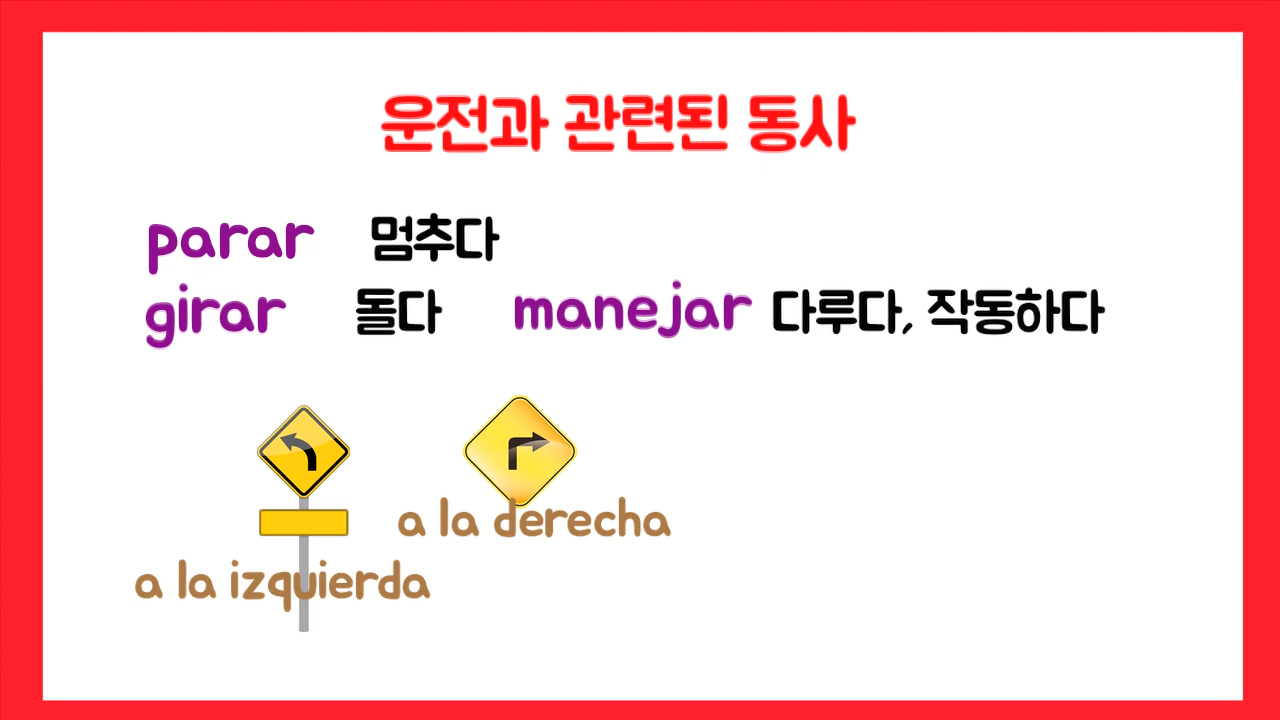 운전과 관련된 동사
parar 멈추다
girar 돌다 manejar 다루다, 작동하다
a la derecha
a la izquierda